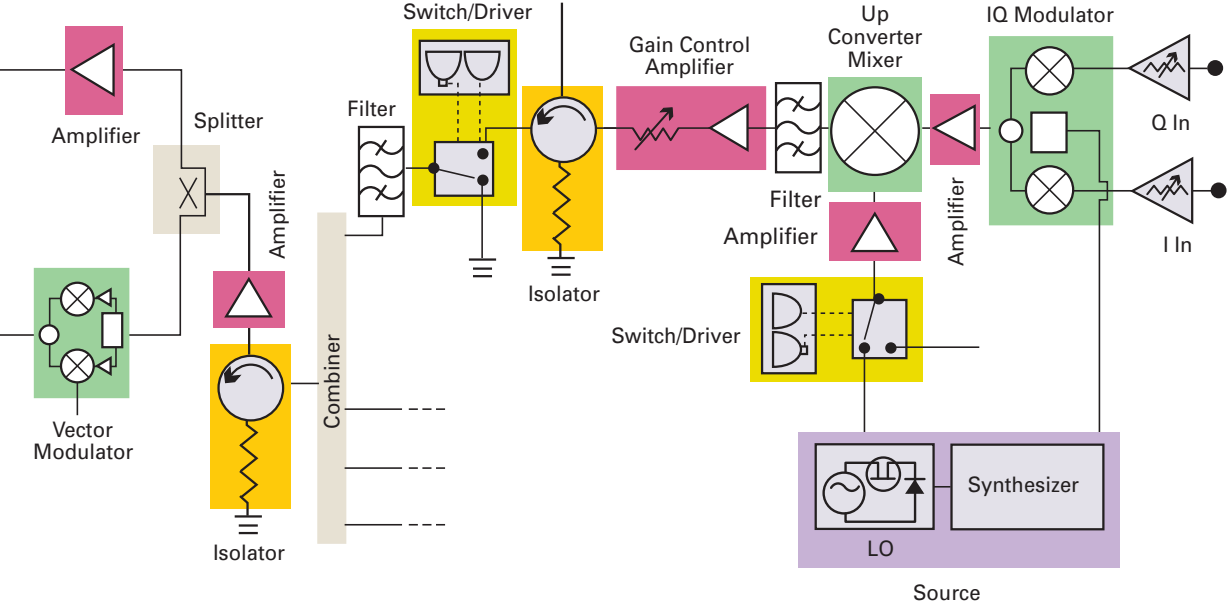 Switch/Driver
Up
Converter
Mixer
IQ Modulator
Gain Control
Amplifier
Filter
Splitter
Amplifier
Q In
Amplifier
Filter
Amplifier
Amplifier
I In
Isolator
Switch/Driver
Combiner
Vector
Modulator
Synthesizer
Isolator
LO
Source